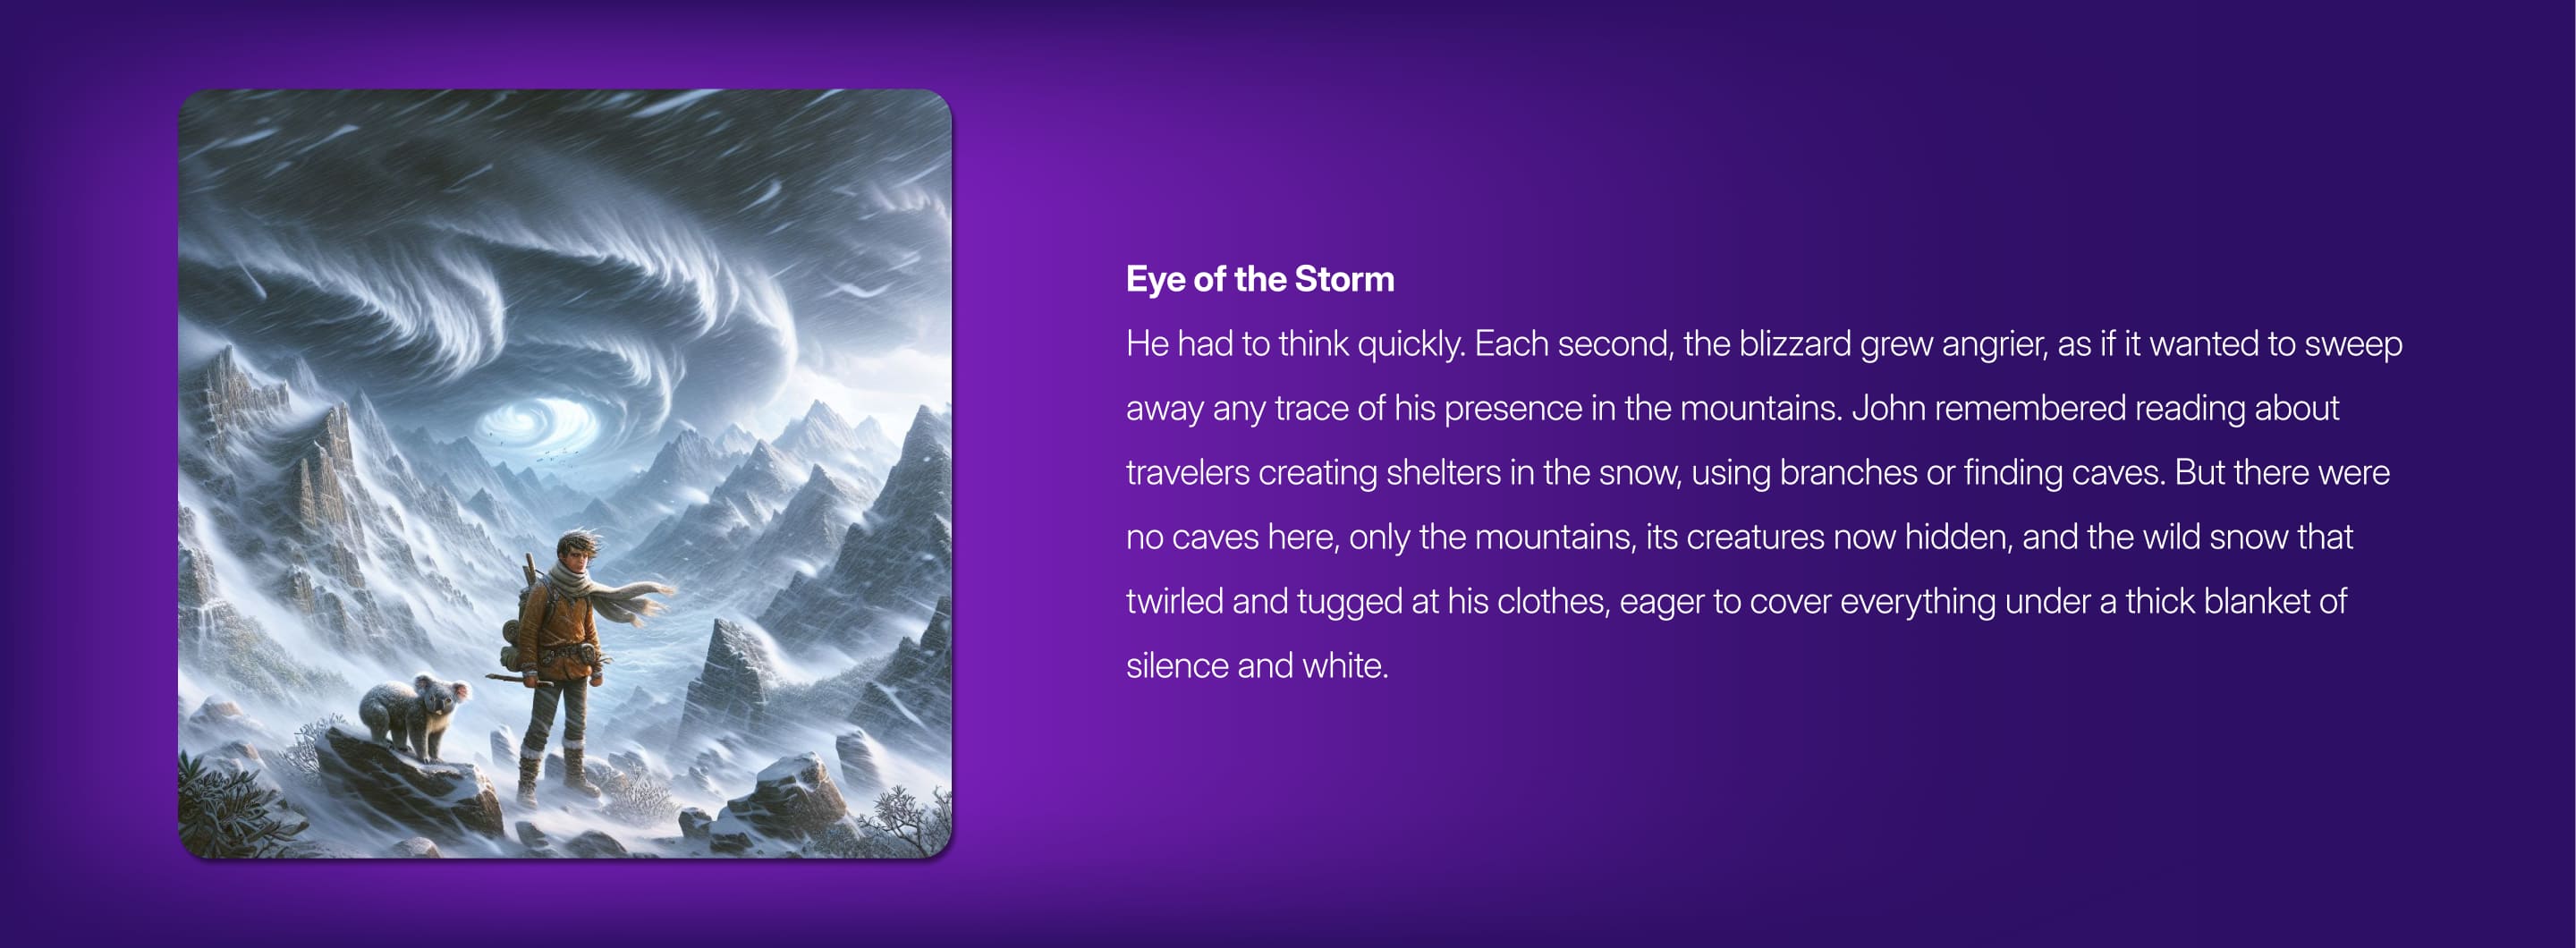 Eye of the Storm
He had to think quickly. Each second, the blizzard grew angrier, as if it wanted to sweep
away any trace of his presence in the mountains. John remembered reading about
travelers creating shelters in the snow, using branches or finding caves. But there were
no caves here, only the mountains, its creatures now hidden, and the wild snow that
twirled and tugged at his clothes, eager to cover everything under a thick blanket of
silence and white.